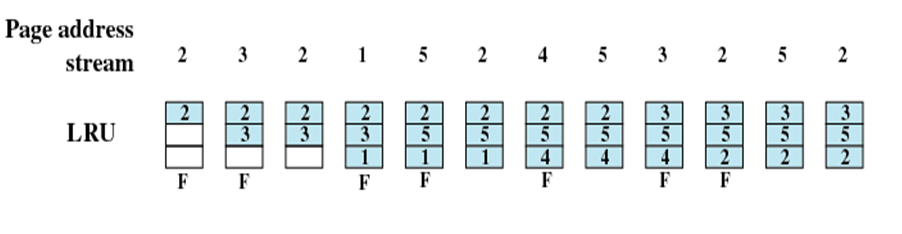 Page address
stream 2 3 2 1 5 2 4 5 3 2 5 2
LRU 2 2 2 2 2 2 2 2 3 3 3 3
3 3 3 5 5 5 5 5 5 5 5
1 1 1 4 4 4 2 2 2
F F F F F F F